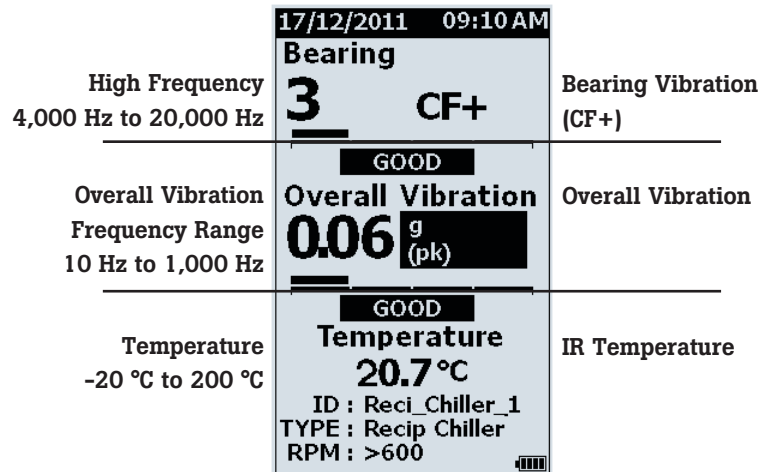 17/12/2011 09:10 AM
Bearing
High Frequency
4,000 Hz to 20,000 Hz
3 CF+
Bearing Vibration
(CF+)
GOOD
Overall Vibration
Frequency Range
10 Hz to 1,000 Hz
Overall Vibration
0.06 g
(pk)
Overall Vibration
GOOD
Temperature
-20 °C to 200 °C
Temperature
20.7 °C
IR Temperature
ID : Reci_Chiller_1
TYPE : Recip Chiller
RPM : >600